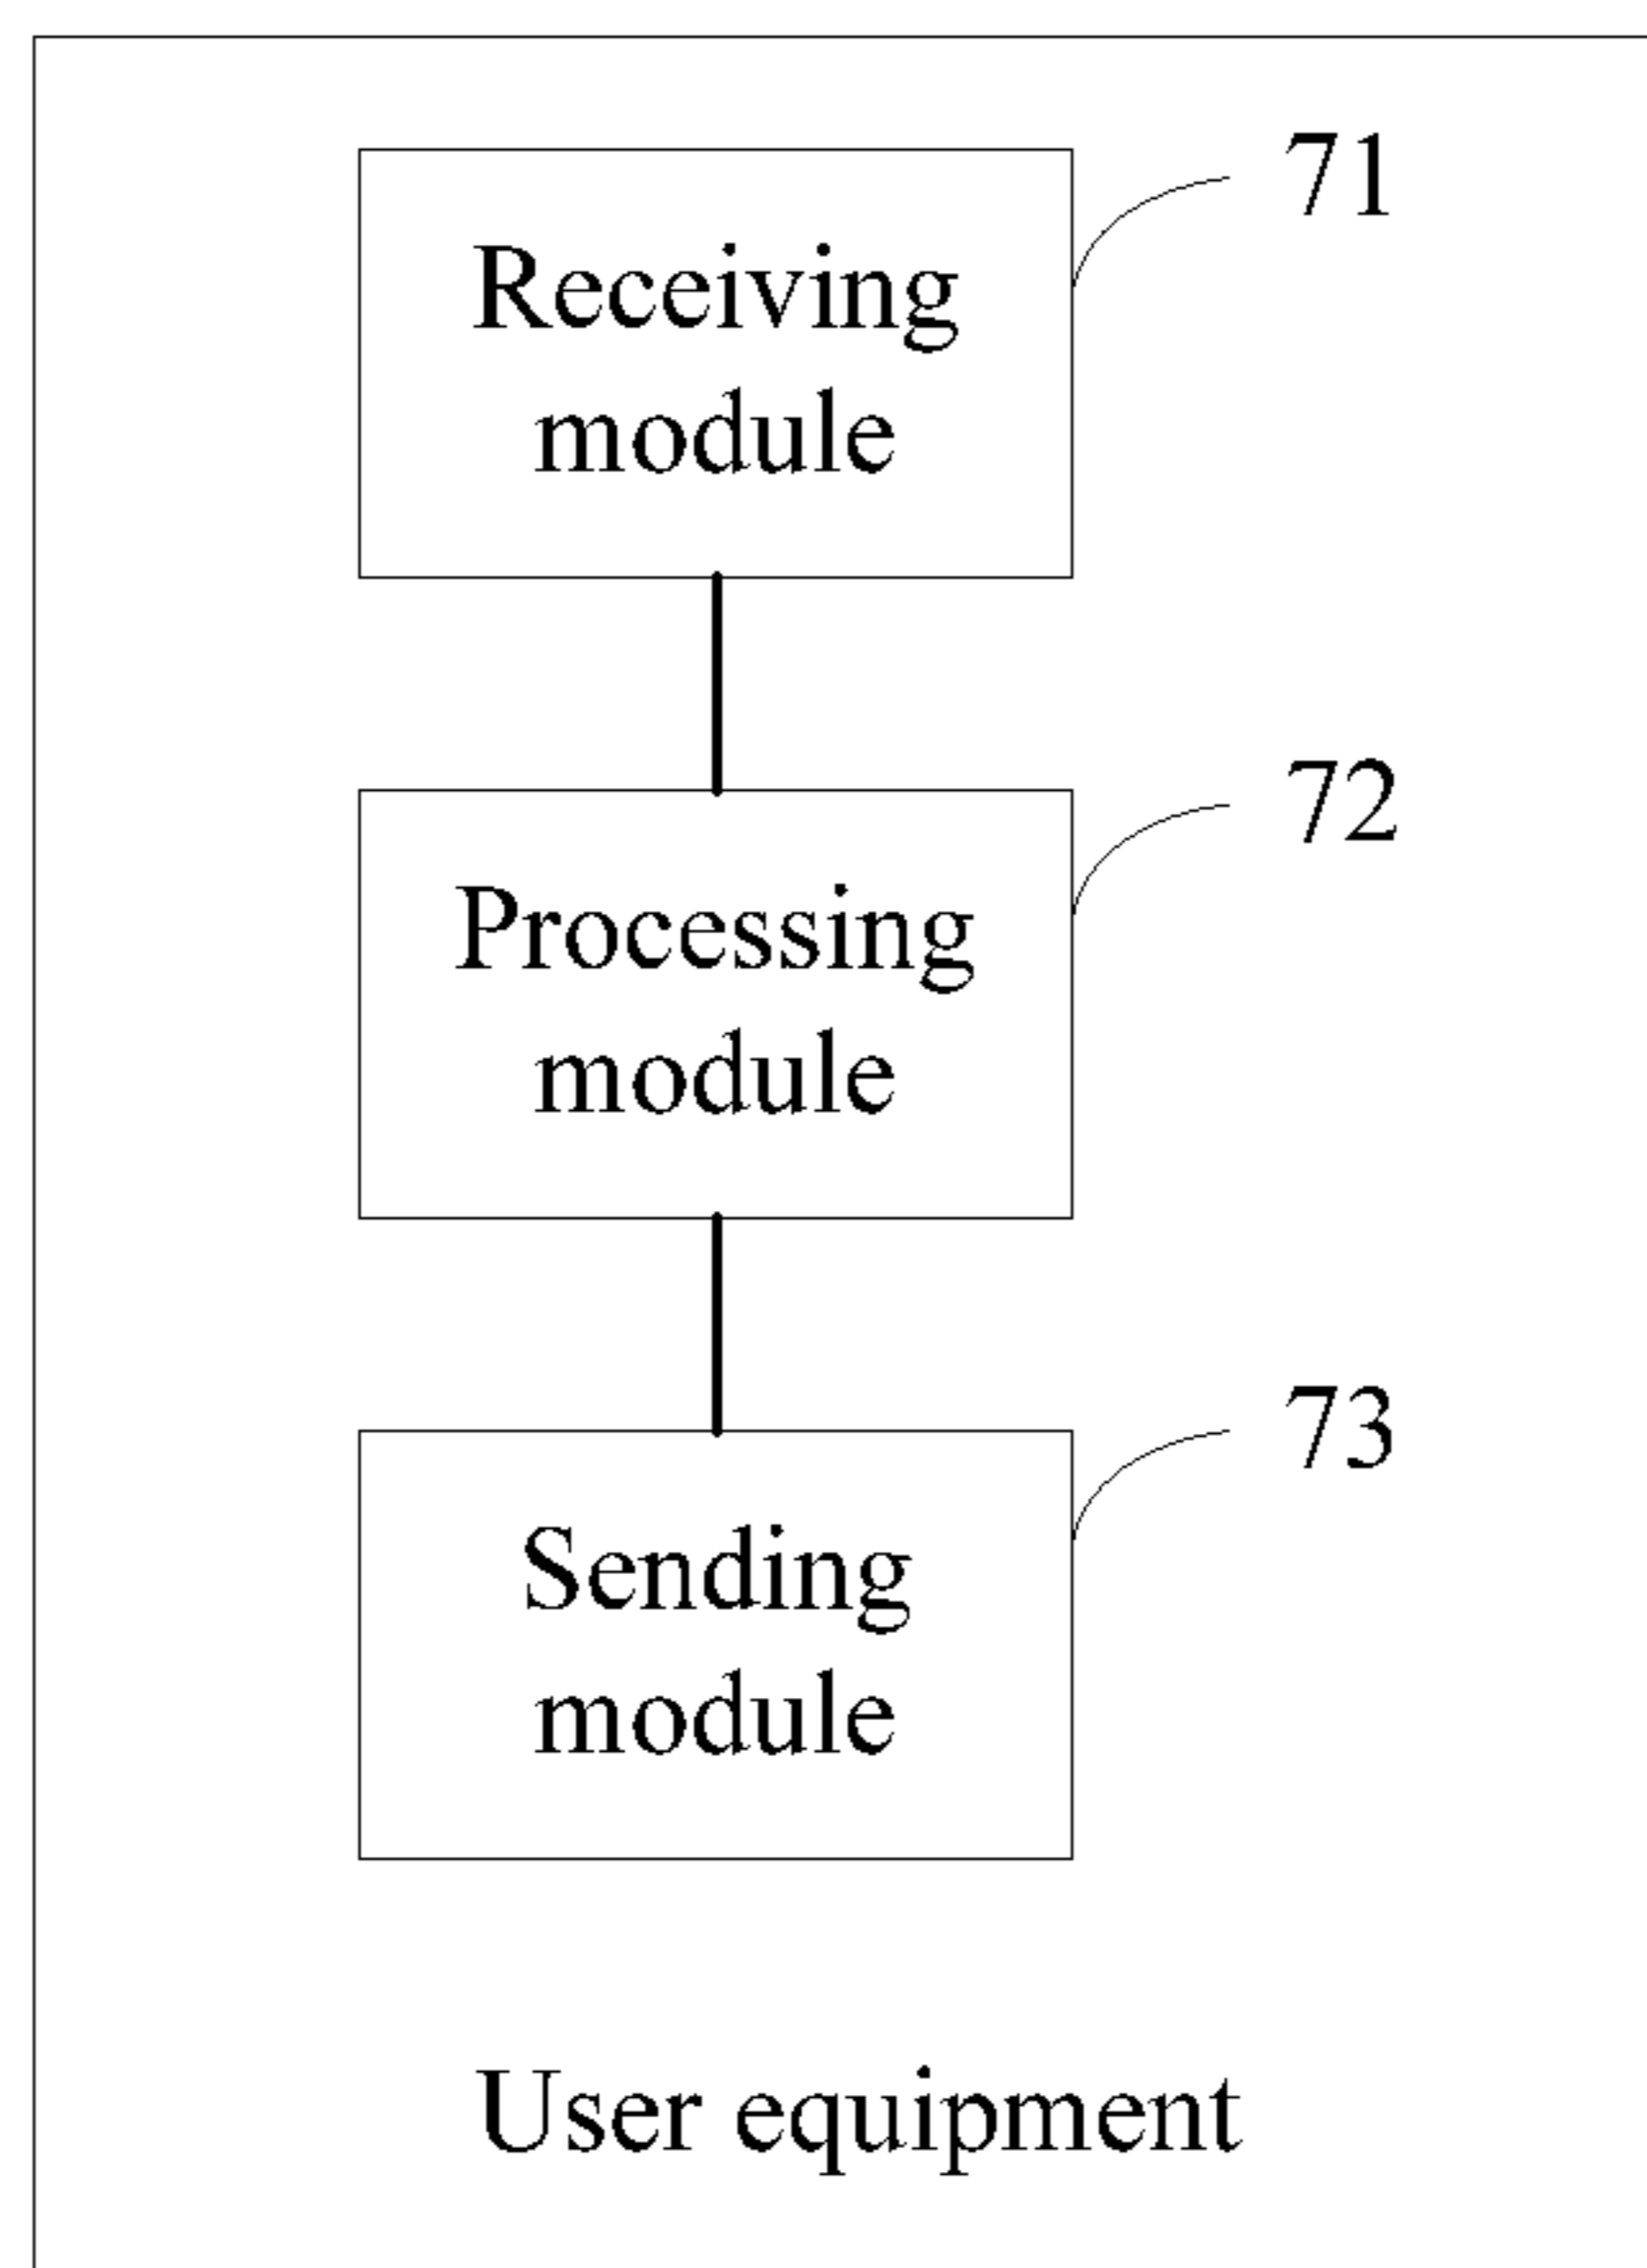 71
Receiving
module
72
Processing
module
73
Sending
module
User equipment